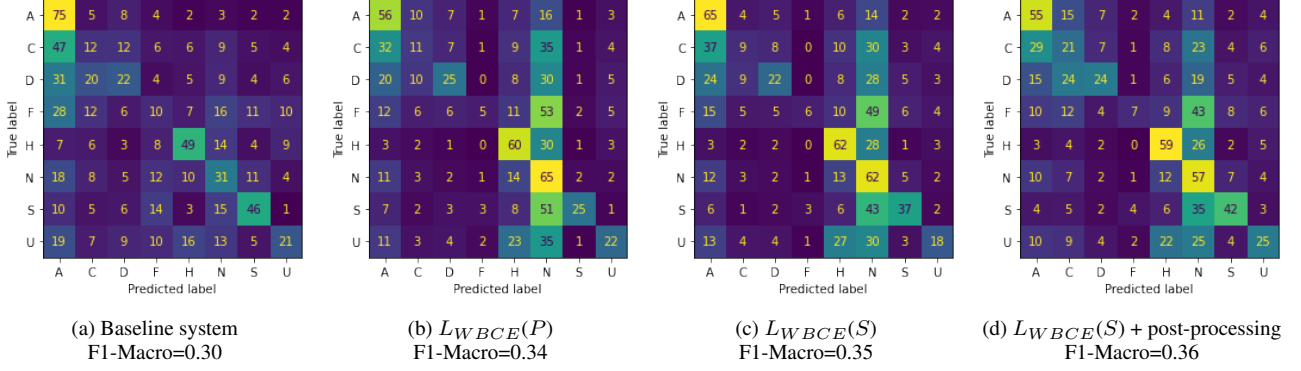 True label
A 75 5 8 4 2 3 2 2
C 47 12 12 6 6 9 5 4
D 31 20 22 4 5 9 4 6
F 28 12 6 10 7 16 11 10
H 7 6 3 8 49 14 4 9
N 18 8 5 12 10 31 11 4
S 10 5 6 14 3 15 46 1
U 19 7 9 10 16 13 5 21
A C D F H N S U
Predicted label
(a) Baseline system
F1-Macro=0.30
True label
A 56 10 7 1 7 16 1 3
C 32 11 7 1 9 35 1 4
D 20 10 25 0 8 30 1 5
F 12 6 6 5 11 53 2 5
H 3 2 1 0 60 30 1 3
N 11 3 2 1 14 65 2 2
S 7 2 3 3 8 51 25 1
U 11 3 4 2 23 35 1 22
A C D F H N S U
Predicted label
(b) L_{WBCE}(P)
F1-Macro=0.34
True label
A 65 4 5 1 6 14 3 2
C 37 9 8 0 10 30 3 4
D 24 9 22 0 8 28 5 3
F 15 5 5 6 10 49 6 4
H 3 2 2 0 62 28 1 3
N 12 3 1 1 13 62 5 2
S 6 1 2 3 6 43 37 2
U 13 4 4 1 27 30 3 18
A C D F H N S U
Predicted label
(c) L_{WBCE}(S)
F1-Macro=0.35
True label
A 55 15 7 2 4 11 2 4
C 29 21 7 1 8 23 4 6
D 15 24 24 1 6 19 5 4
F 10 12 4 7 9 43 8 6
H 3 4 2 0 59 26 2 5
N 10 7 2 1 12 57 7 4
S 4 5 2 4 6 35 42 3
U 10 9 4 2 22 25 4 25
A C D F H N S U
Predicted label
(d) L_{WBCE}(S) + post-processing
F1-Macro=0.36